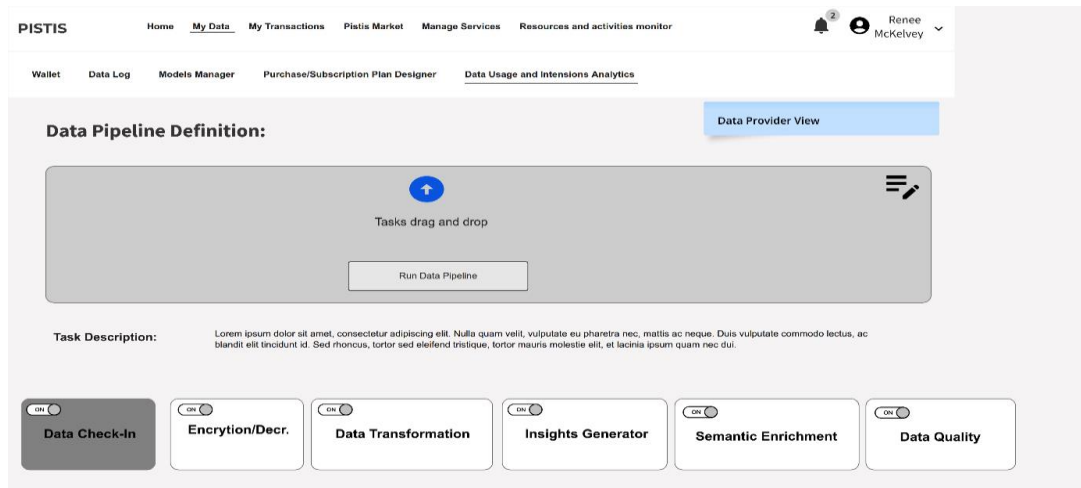 PISTIS
Home My Data My Transactions Pistis Market Manage Services Resources and activities monitor
2
Renee
McKelvey
Wallet Data Log Models Manager Purchase/Subscription Plan Designer Data Usage and Intensions Analytics
Data Provider View
Data Pipeline Definition:
Tasks drag and drop
Run Data Pipeline
Task Description:
Lorem ipsum dolor sit amet, consectetur adipiscing elit. Nulla quam velit, vulputate eu pharetra nec, mattis ac neque. Duis vulputate commodo lectus, ac
blandit elit tincidunt id. Sed rhoncus, tortor sed eleifend tristique, tortor mauris molestie elit, et lacinia ipsum quam nec dui.
ON ON ON ON ON ON
Data Check-In Encrytion/Decr. Data Transformation Insights Generator Semantic Enrichment Data Quality